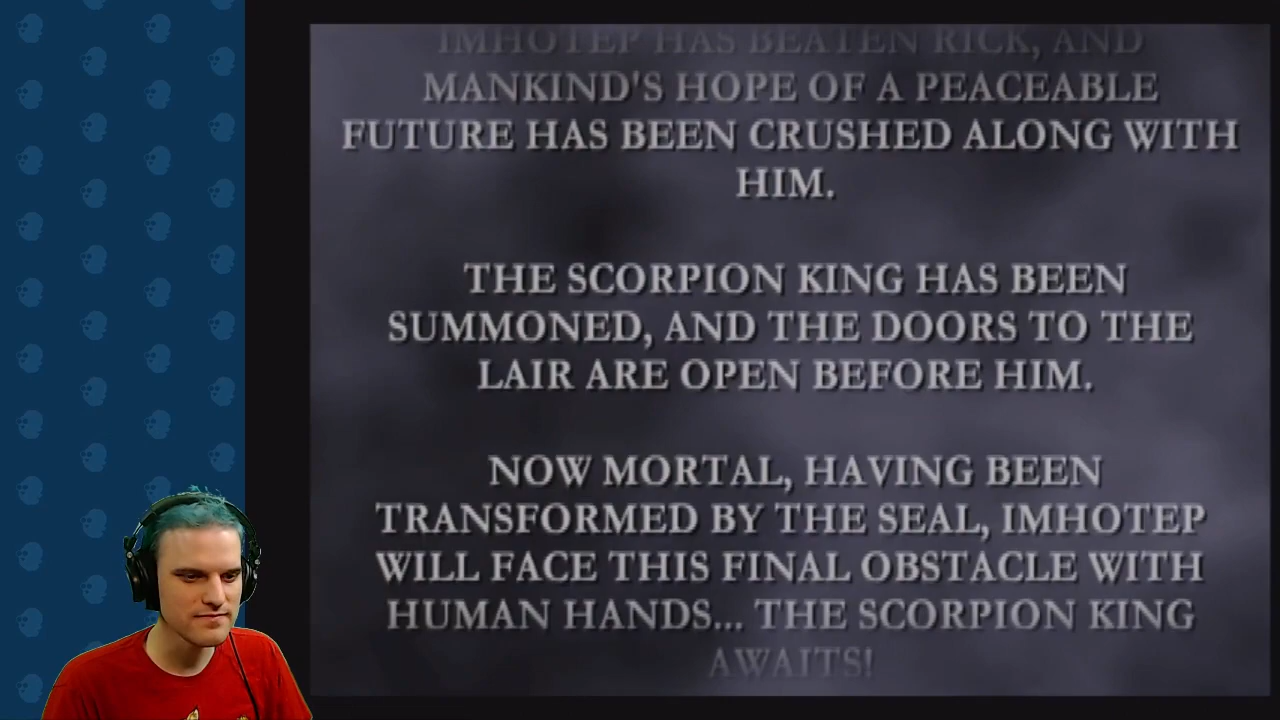 IMHOTEP HAS BEATEN RICK, AND
MANKIND'S HOPE OF A PEACEABLE
FUTURE HAS BEEN CRUSHED ALONG WITH
HIM.
THE SCORPION KING HAS BEEN
SUMMONED, AND THE DOORS TO THE
LAIR ARE OPEN BEFORE HIM.
NOW MORTAL, HAVING BEEN
TRANSFORMED BY THE SEAL, IMHOTEP
WILL FACE THIS FINAL OBSTACLE WITH
HUMAN HANDS... THE SCORPION KING
AWAITS!